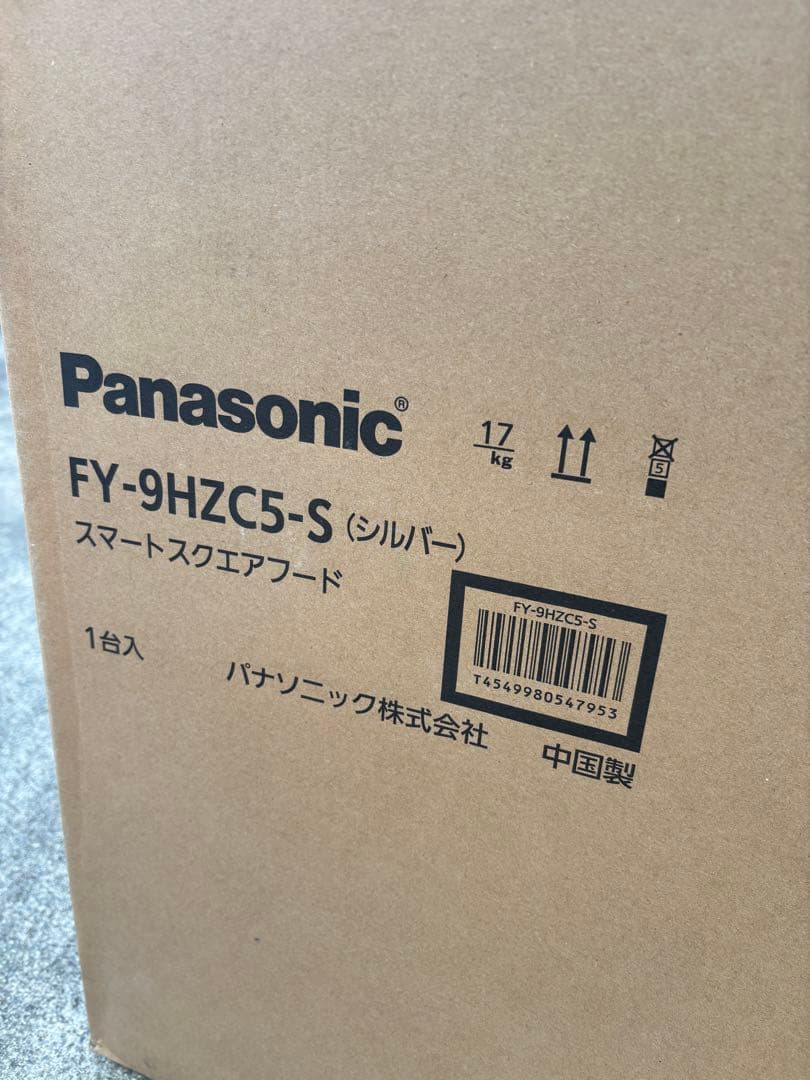 Panasonic®
17
kg
5
FY-9HZC5-S (シルバー)
スマートスクエアフード
FY-9HZC5-S
T4549980547953
1台入
パナソニック株式会社
中国製